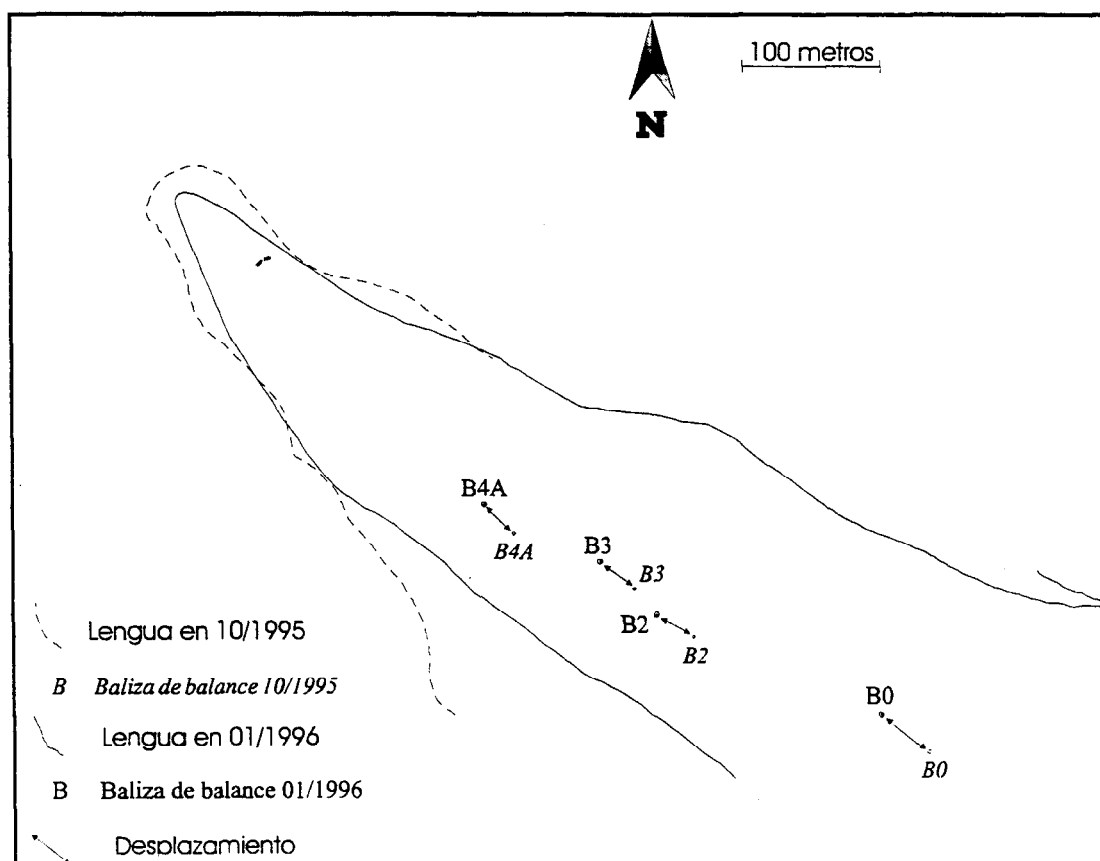 100 metros
N
B4A
B4A
B3
B3
B2
B2
B0
B0
Lengua en 10/1995
B Baliza de balance 10/1995
Lengua en 01/1996
B Baliza de balance 01/1996
Desplazamiento